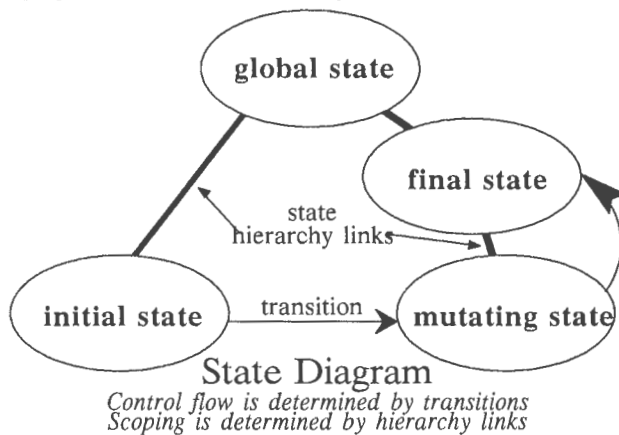 global state
final state
state
hierarchy links
initial state
transition
mutating state
State Diagram
Control flow is determined by transitions
Scoping is determined by hierarchy links